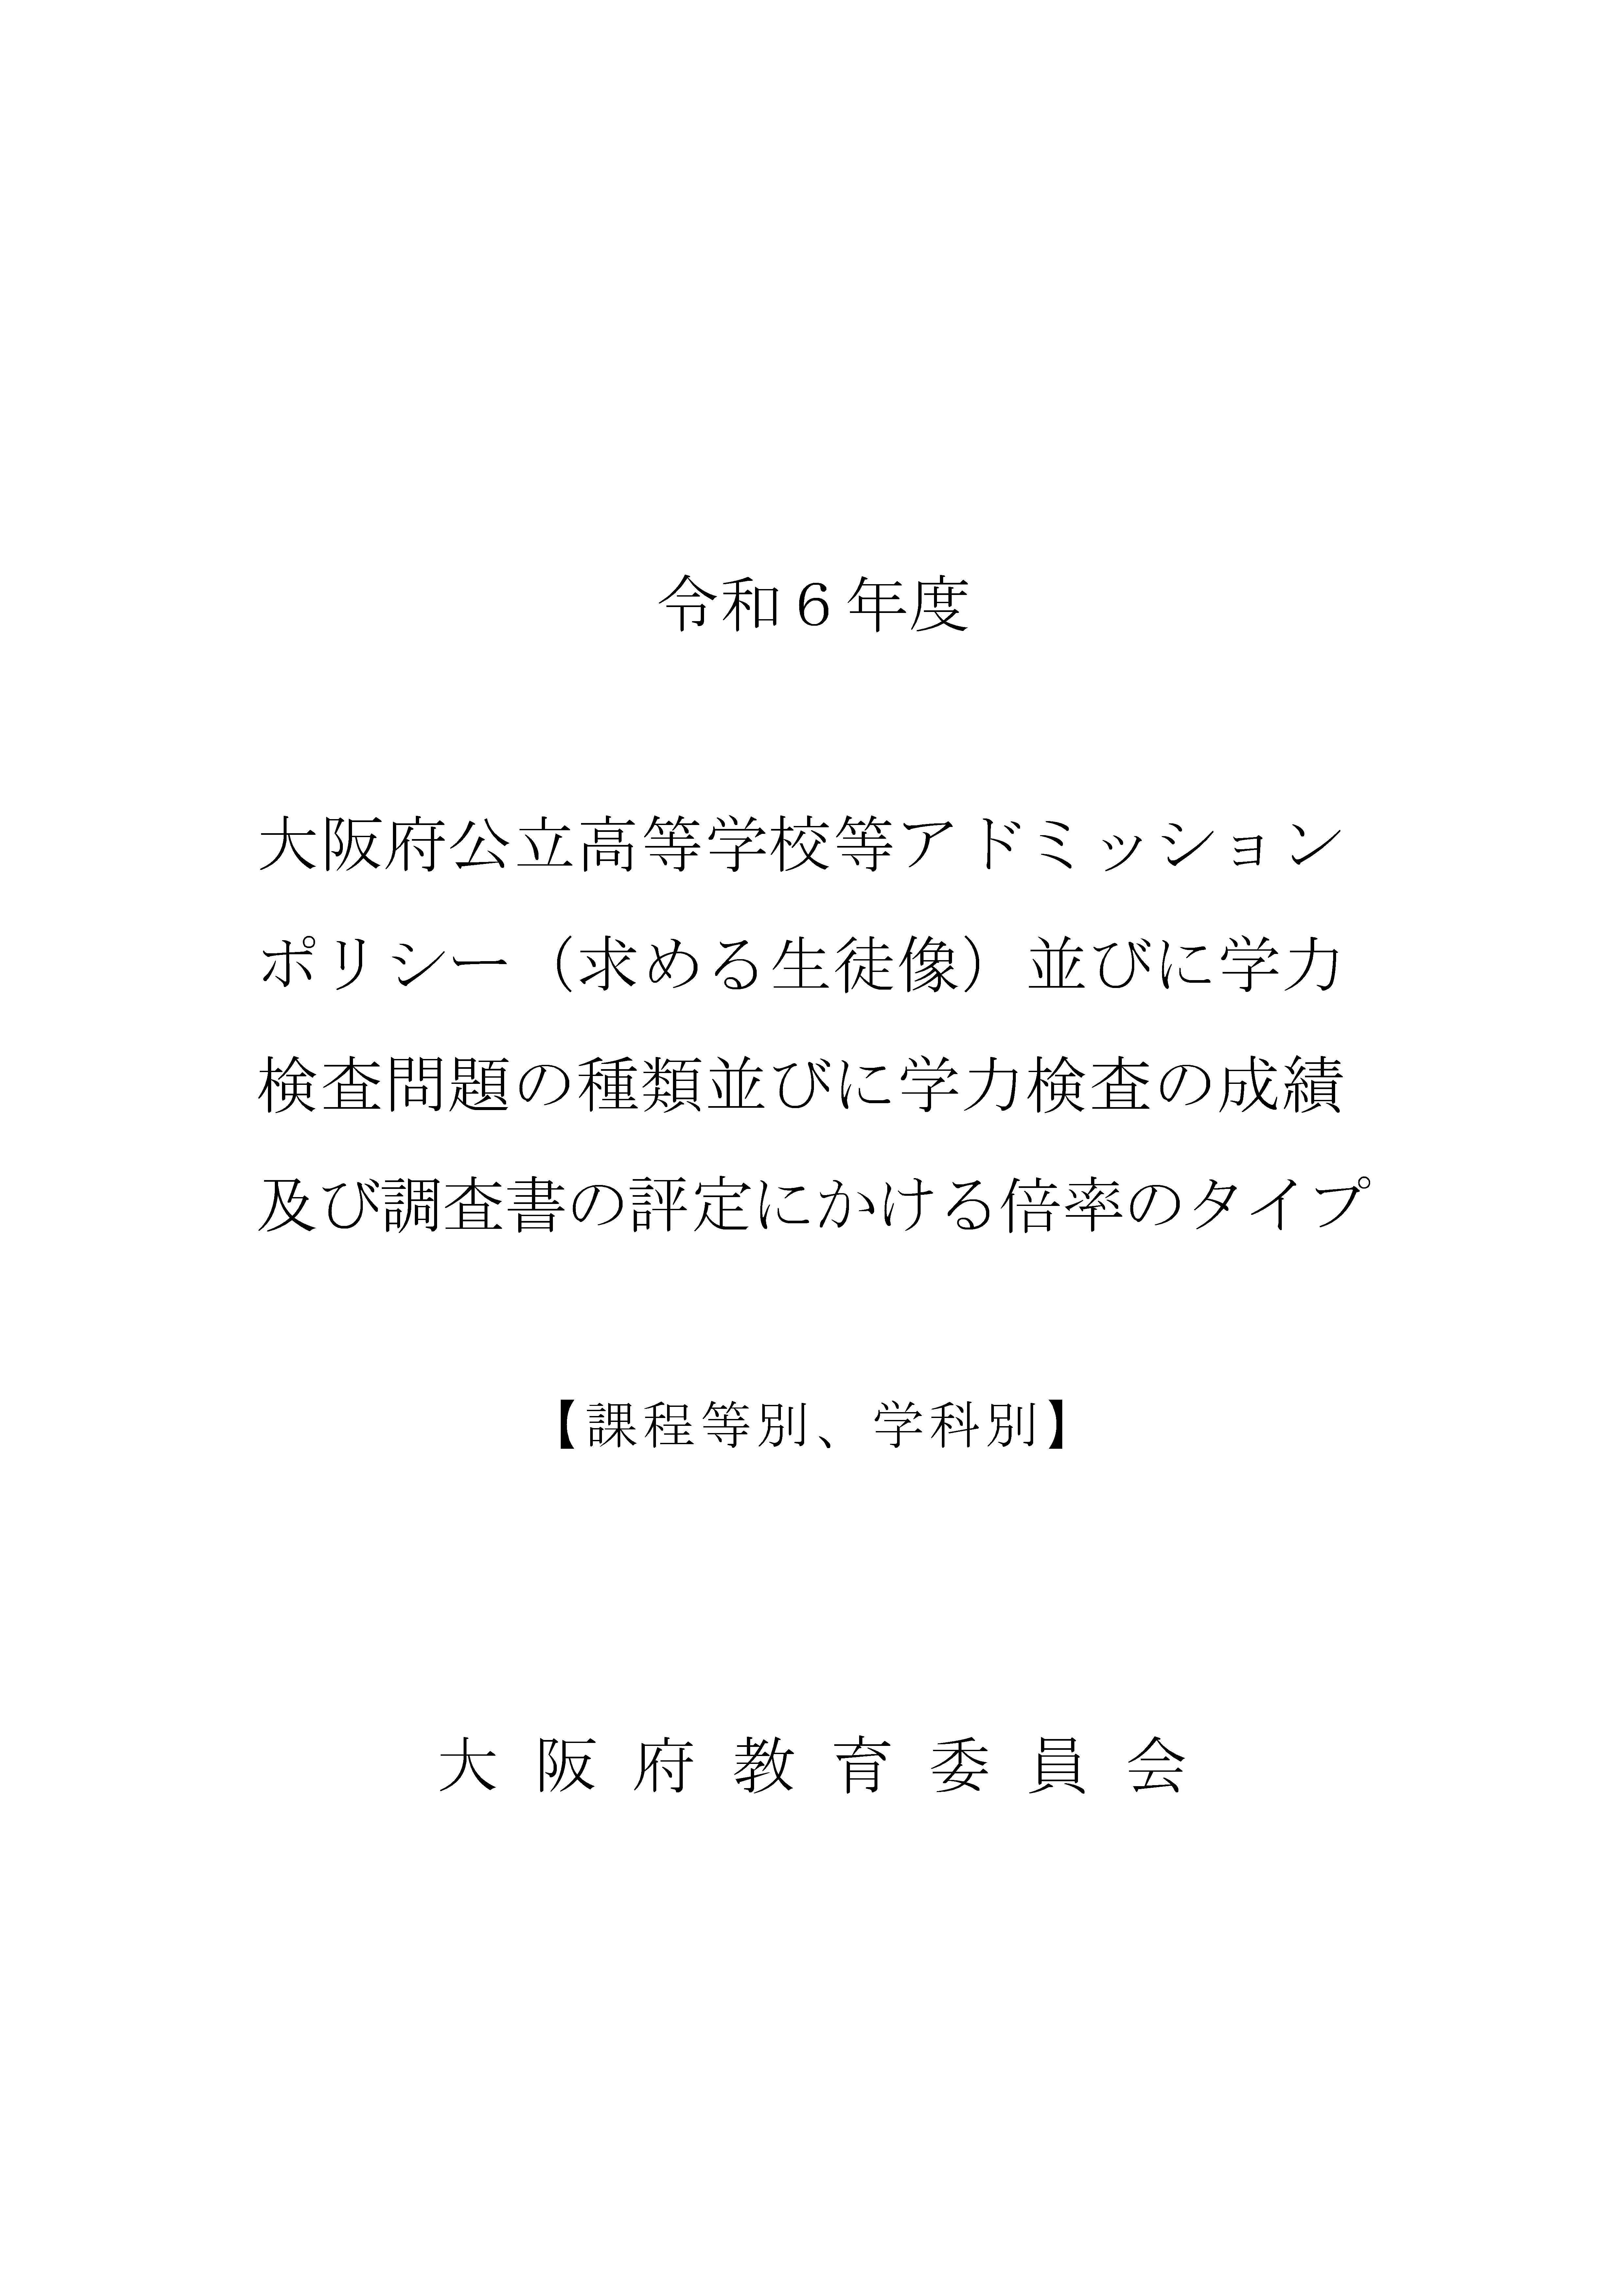 令和６年度
大阪府公立高等学校等アドミッション
ポリシー（求める生徒像）並びに学力
検査問題の種類並びに学力検査の成績
及び調査書の評定にかける倍率のタイプ
【課程等別、学科別】
大阪府教育委員会